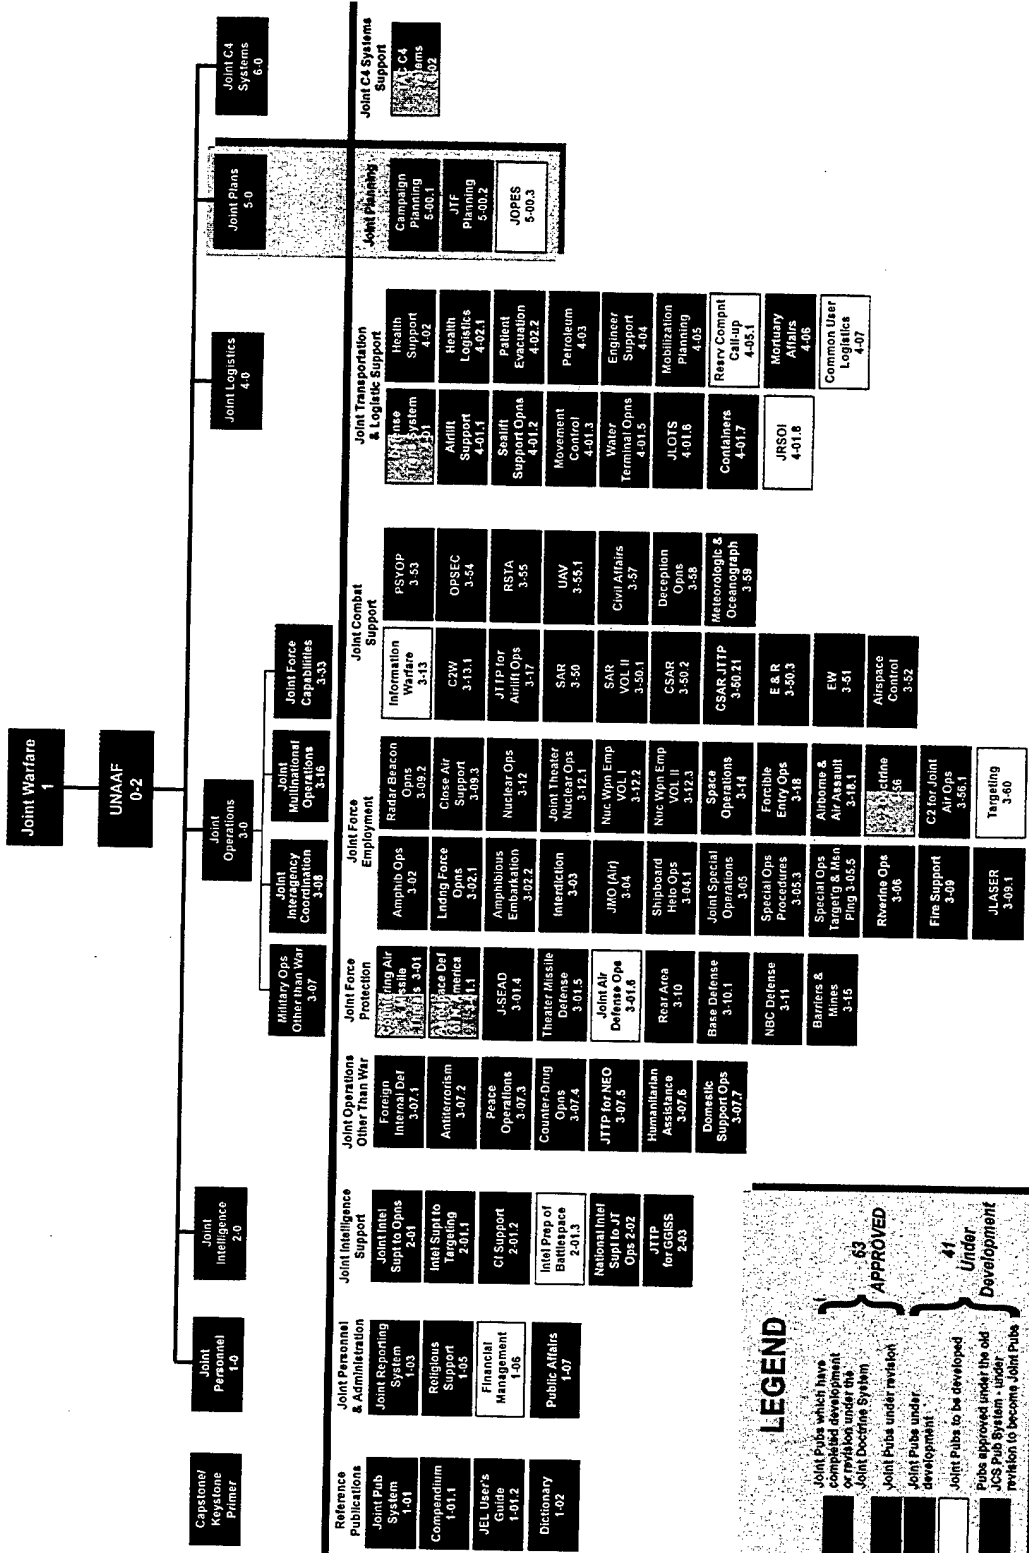 Joint Warfare
1
UNAAF
0-2
Capstone/
Keystone
Primer
Joint
Personnel
1-0
Joint
Intelligence
2-0
Joint
Operations
3-0
Joint Logistics
4-0
Joint Plans
5-0
Joint C4
Systems
6-0
Military Ops
Other Than War
3-07
Joint
Interagency
Coordination
3-08
Joint
Multinational
Operations
3-16
Joint Force
Capabilities
3-33
Reference
Publications
Joint Pub
System
1-01
Compendium
1-01.1
JEL User's
Guide
1-01.2
Dictionary
1-02
Joint Personnel
& Administration
Joint Reporting
System
1-03
Religious
Support
1-05
Financial
Management
1-06
Public Affairs
1-07
Joint Intelligence
Support
Joint Intel
Supt to Opns
2-01
Intel Supt to
Targeting
2-01.1
CI Support
2-01.2
Intel Prep of
Battlespace
2-01.3
National Intel
Supt to JT
Ops 2-02
JTTP
for GGISS
2-03
Joint Operations
Other Than War
Foreign
Internal Def
3-07.1
Antiterrorism
3-07.2
Peace
Operations
3-07.3
Counter-Drug
Opns
3-07.4
JTTP for NEO
3-07.5
Humanitarian
Assistance
3-07.6
Domestic
Support Ops
3-07.7
Joint Force
Protection
Air
Missile
3-01
Def
J-SEAD
3-01.4
Theater Missile
Defense
3-01.5
Joint Air
Defense Ops
3-01.6
Rear Area
3-10
Base Defense
3-10.1
NBC Defense
3-11
Barriers &
Mines
3-15
Joint Force
Employment
Amphib Ops
3-02
Lndng Force
Opns
3-02.1
Amphibious
Embarkation
3-02.2
Interdiction
3-03
JMO (Air)
3-04
Shipboard
Helo Ops
3-04.1
Joint Special
Operations
3-05
Special Ops
Procedures
3-05.3
Special Ops
Target'g & Msn
Plng 3-05.5
Riverine Ops
3-06
Fire Support
3-09
JLASER
3-09.1
Radar Beacon
Opns
3-09.2
Close Air
Support
3-09.3
Nuclear Ops
3-12
Joint Theater
Nuclear Ops
3-12.1
Nuc Wpn Emp
VOL I
3-12.2
Nuc Wpn Emp
VOL II
3-12.3
Space
Operations
3-14
Forcible
Entry Ops
3-18
Airborne &
Air Assault
3-18.1
C2 for Joint
Air Ops
3-56.1
Targeting
3-60
Joint Combat
Support
Information
Warfare
3-13
C2W
3-13.1
JTTP for
Airlift Ops
3-17
SAR
3-50
SAR
VOL II
3-50.1
CSAR
3-50.2
CSAR JTTP
3-50.21
E & R
3-50.3
EW
3-51
Airspace
Control
3-52
PSYOP
3-53
OPSEC
3-54
RSTA
3-55
UAV
3-55.1
Civil Affairs
3-57
Deception
Opns
3-58
Meteorologic &
Oceanograph
3-59
Joint Transportation
& Logistic Support
System
4-01
Airlift
Support
4-01.1
Sealift
Support Opns
4-01.2
Movement
Control
4-01.3
Water
Terminal Opns
4-01.5
JLOTS
4-01.6
Containers
4-01.7
JRSOI
4-01.8
Health
Support
4-02
Health
Logistics
4-02.1
Patient
Evacuation
4-02.2
Petroleum
4-03
Engineer
Support
4-04
Mobilization
Planning
4-05
Resrv Compnt
Call-up
4-05.1
Mortuary
Affairs
4-06
Common User
Logistics
4-07
Joint Planning
Campaign
Planning
5-00.1
JTF
Planning
5-00.2
JOPES
5-00.3
Joint C4 Systems
Support
C4
LEGEND
Joint Pubs which have
completed development
or revision under the
Joint Doctrine System
Joint Pubs under revision
Joint Pubs under
development
Joint Pubs to be developed
Pubs approved under the old
JCS Pub System - under
revision to become Joint Pubs
63
APPROVED
41
Under
Development